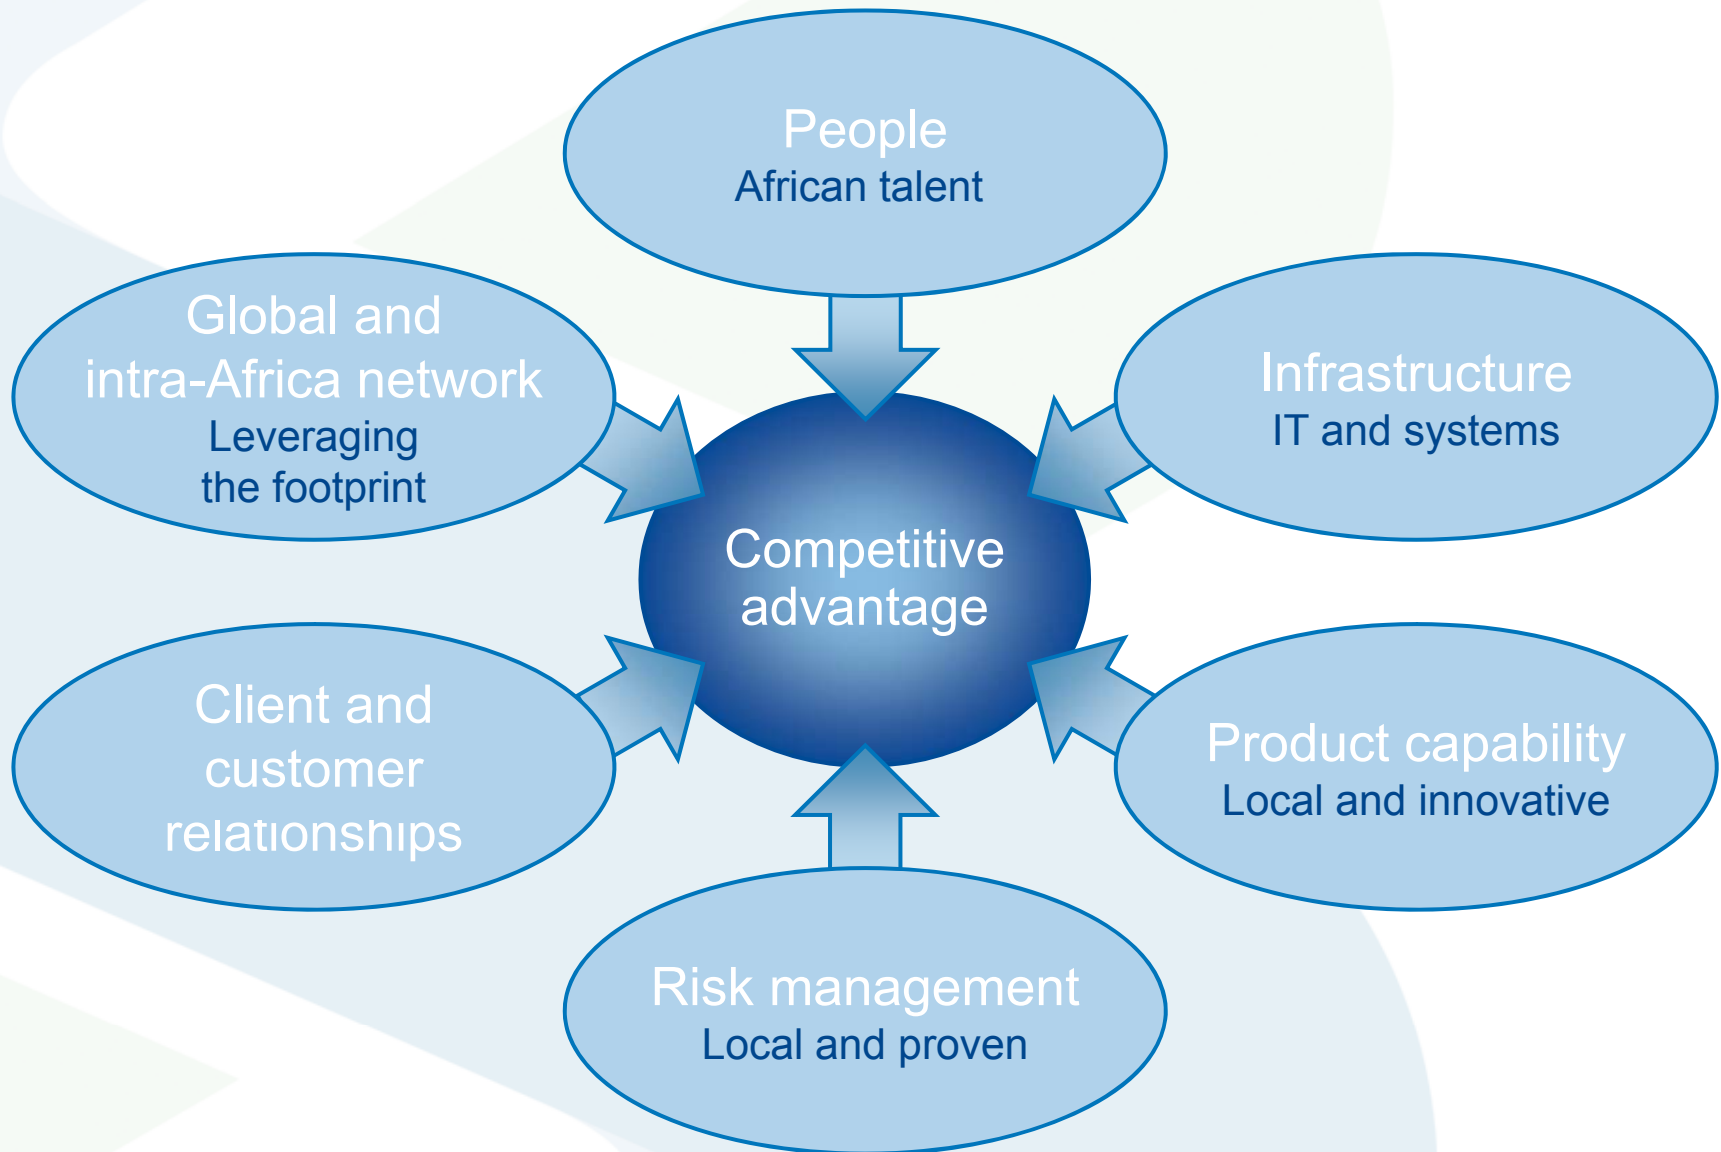 People
African talent
Global and
intra-Africa network
Leveraging
the footprint
Infrastructure
IT and systems
Competitive
advantage
Client and
customer
relationships
Product capability
Local and innovative
Risk management
Local and proven